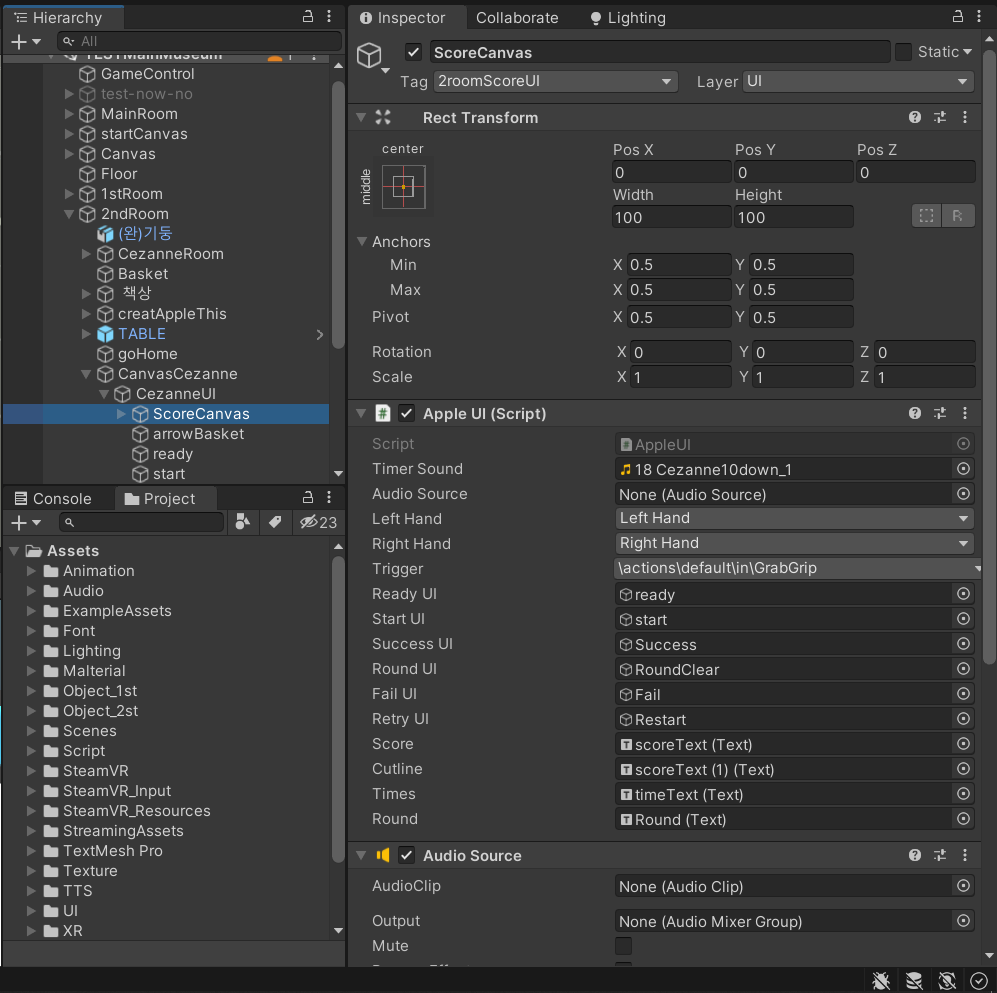 Hierarchy
All
TESTMainMuseum
GameControl
test-now-no
MainRoom
startCanvas
Canvas
Floor
1stRoom
2ndRoom
(완)기둥
CezanneRoom
Basket
책상
creatAppleThis
TABLE
goHome
CanvasCezanne
CezanneUI
ScoreCanvas
arrowBasket
ready
start
Console Project
23
Assets
Animation
Audio
ExampleAssets
Font
Lighting
Malterial
Object_1st
Object_2st
Scenes
Script
SteamVR
SteamVR_Input
SteamVR_Resources
StreamingAssets
TextMesh Pro
Texture
TTS
UI
XR
Inspector Collaborate Lighting
ScoreCanvas Static
Tag 2roomScoreUI Layer UI
Rect Transform
center
middle
Pos X Pos Y Pos Z
0 0 0
Width Height
100 100 R
Anchors
Min X 0.5 Y 0.5
Max X 0.5 Y 0.5
Pivot X 0.5 Y 0.5
Rotation X 0 Y 0 Z 0
Scale X 1 Y 1 Z 1
Apple UI (Script)
Script AppleUI
Timer Sound 18 Cezanne10down_1
Audio Source None (Audio Source)
Left Hand Left Hand
Right Hand Right Hand
Trigger \actions\default\in\GrabGrip
Ready UI ready
Start UI start
Success UI Success
Round UI RoundClear
Fail UI Fail
Retry UI Restart
Score scoreText (Text)
Cutline scoreText (1) (Text)
Times timeText (Text)
Round Round (Text)
Audio Source
AudioClip None (Audio Clip)
Output None (Audio Mixer Group)
Mute